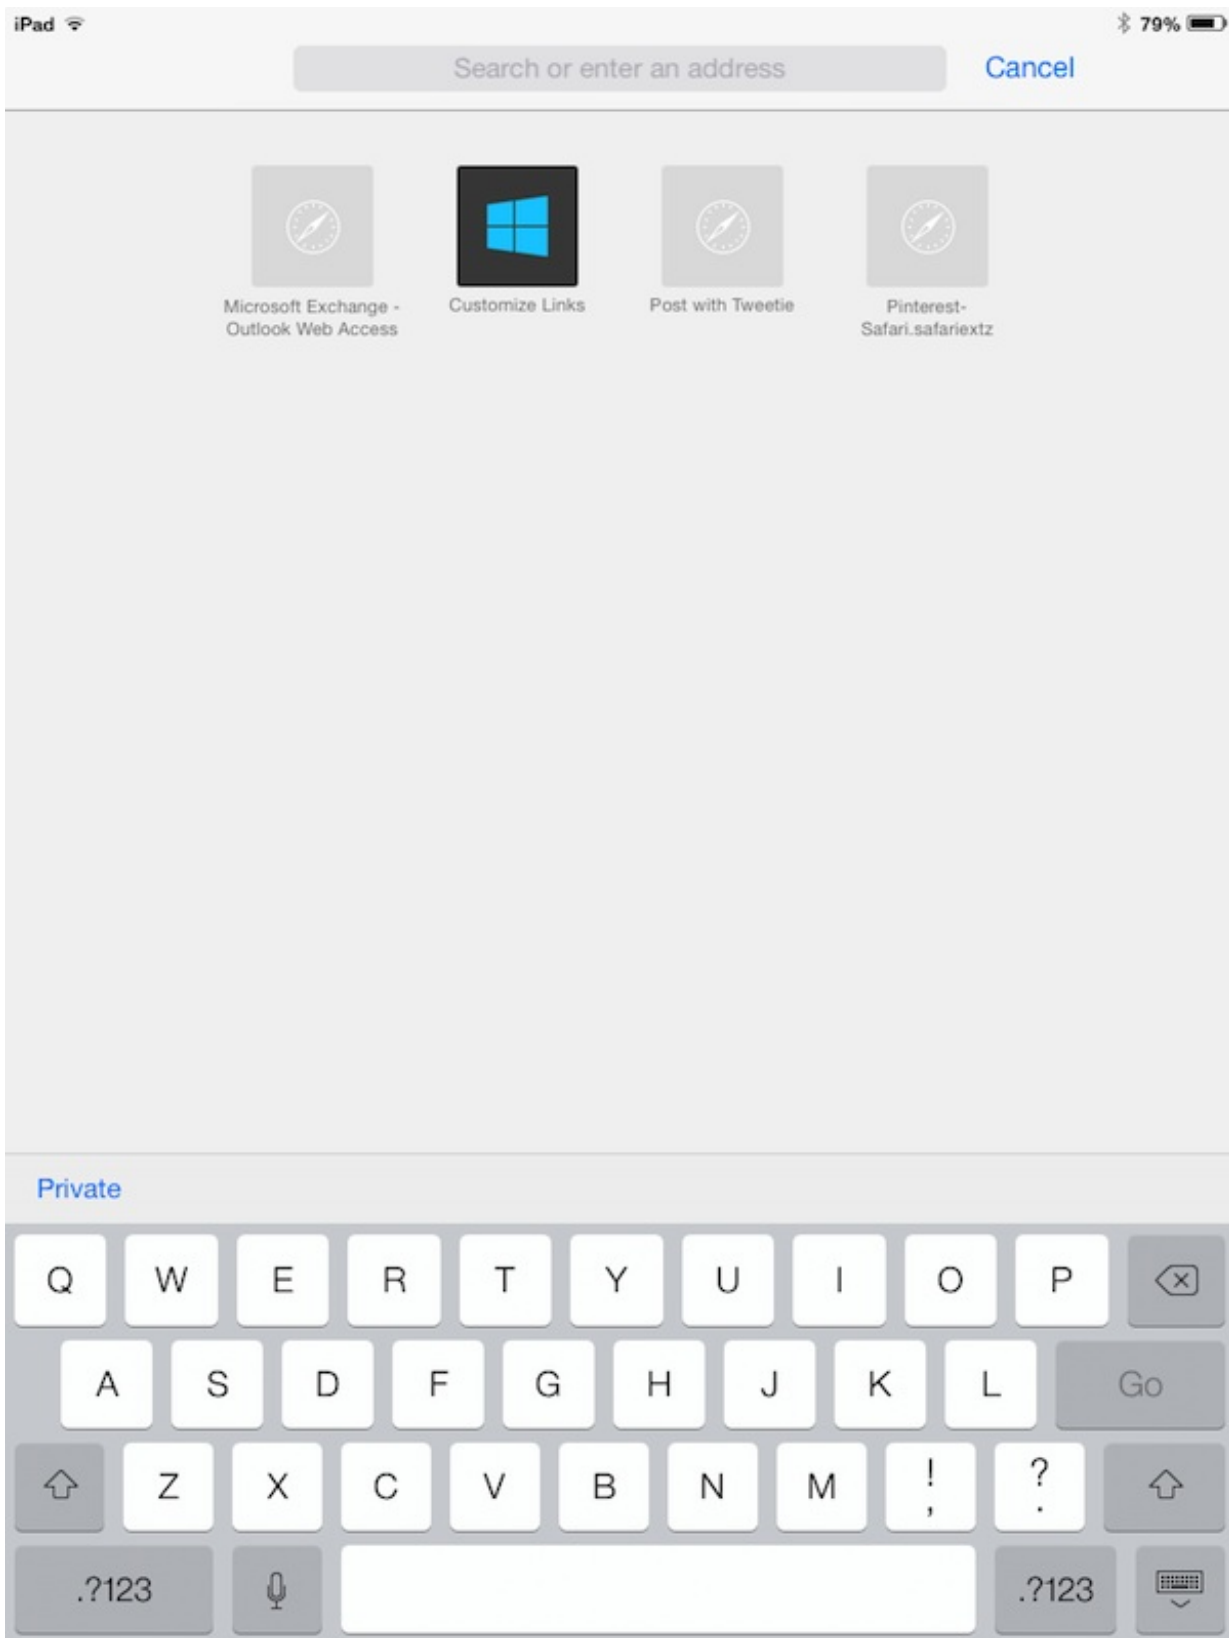 iPad 79%
Search or enter an address Cancel
Microsoft Exchange - Customize Links Post with Tweetie Pinterest-
Outlook Web Access Safari.safariextz
Private
Q W E R T Y U I O P
A S D F G H J K L Go
Z X C V B N M ! ?
, .
.?123 .?123